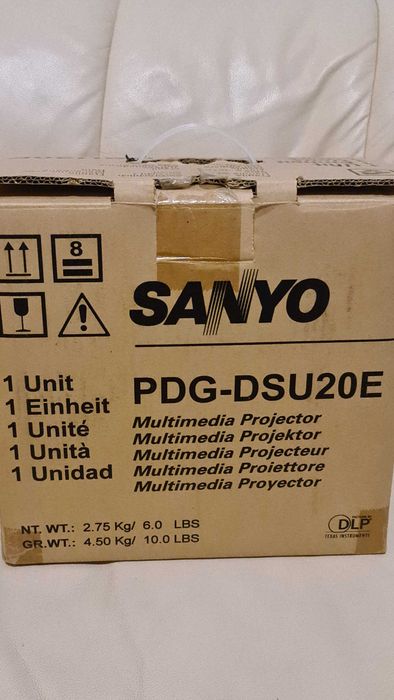 8
SANYO
PDG-DSU20E
1 Unit
1 Einheit
1 Unité
1 Unità
1 Unidad
Multimedia Projector
Multimedia Projektor
Multimedia Projecteur
Multimedia Proiettore
Multimedia Proyector
NT. WT.: 2.75 Kg/ 6.0 LBS
GR.WT.: 4.50 Kg/ 10.0 LBS
DLP
TEXAS INSTRUMENTS